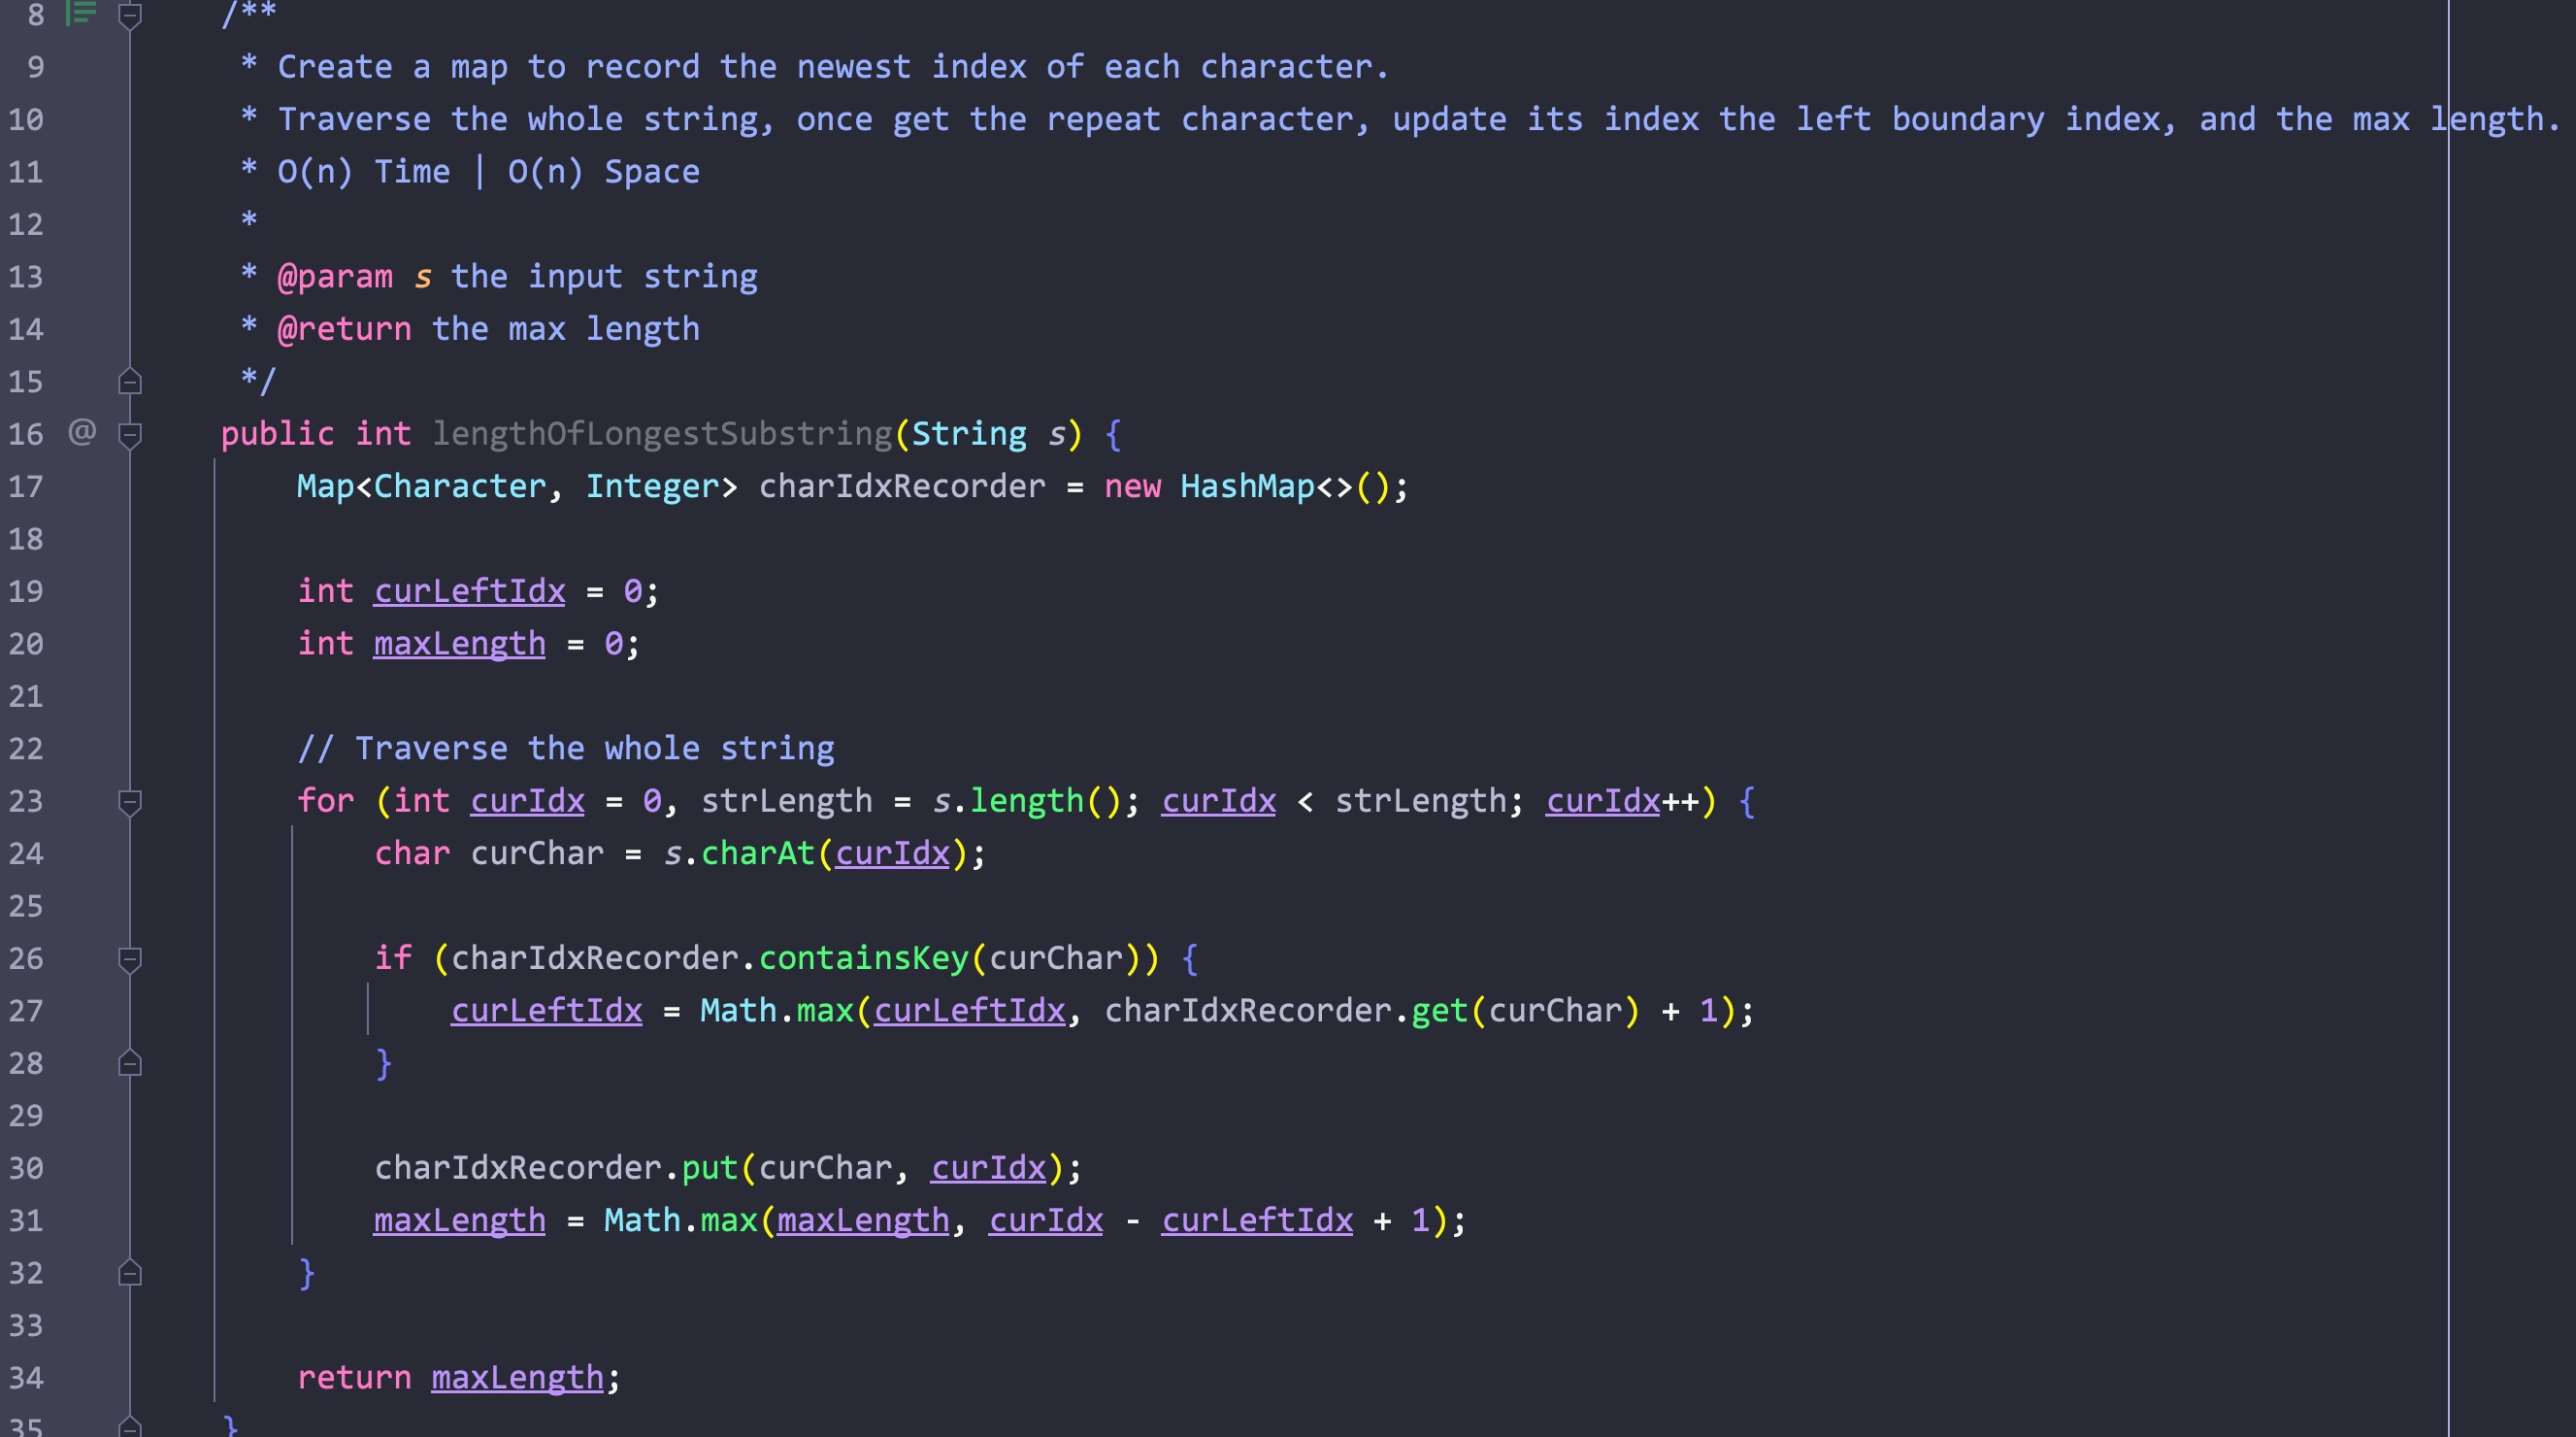 8 /**
9 * Create a map to record the newest index of each character.
10 * Traverse the whole string, once get the repeat character, update its index the left boundary index, and the max length.
11 * O(n) Time | O(n) Space
12 *
13 * @param s the input string
14 * @return the max length
15 */
16 @ public int lengthOfLongestSubstring(String s) {
17 Map<Character, Integer> charIdxRecorder = new HashMap<>();
18
19 int curLeftIdx = 0;
20 int maxLength = 0;
21
22 // Traverse the whole string
23 for (int curIdx = 0, strLength = s.length(); curIdx < strLength; curIdx++) {
24 char curChar = s.charAt(curIdx);
25
26 if (charIdxRecorder.containsKey(curChar)) {
27 curLeftIdx = Math.max(curLeftIdx, charIdxRecorder.get(curChar) + 1);
28 }
29
30 charIdxRecorder.put(curChar, curIdx);
31 maxLength = Math.max(maxLength, curIdx - curLeftIdx + 1);
32 }
33
34 return maxLength;
35 }